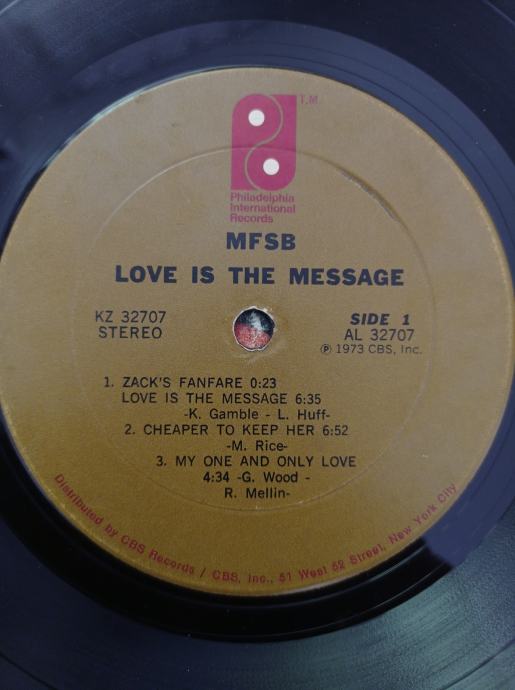 T.M.
Philadelphia
International
Records
MFSB
LOVE IS THE MESSAGE
KZ 32707
STEREO
SIDE 1
AL 32707
℗ 1973 CBS, Inc.
1. ZACK'S FANFARE 0:23
LOVE IS THE MESSAGE 6:35
-K. Gamble - L. Huff-
2. CHEAPER TO KEEP HER 6:52
-M. Rice-
3. MY ONE AND ONLY LOVE
4:34 -G. Wood -
R. Mellin-
Distributed by CBS Records / CBS, Inc., 51 West 52 Street, New York City